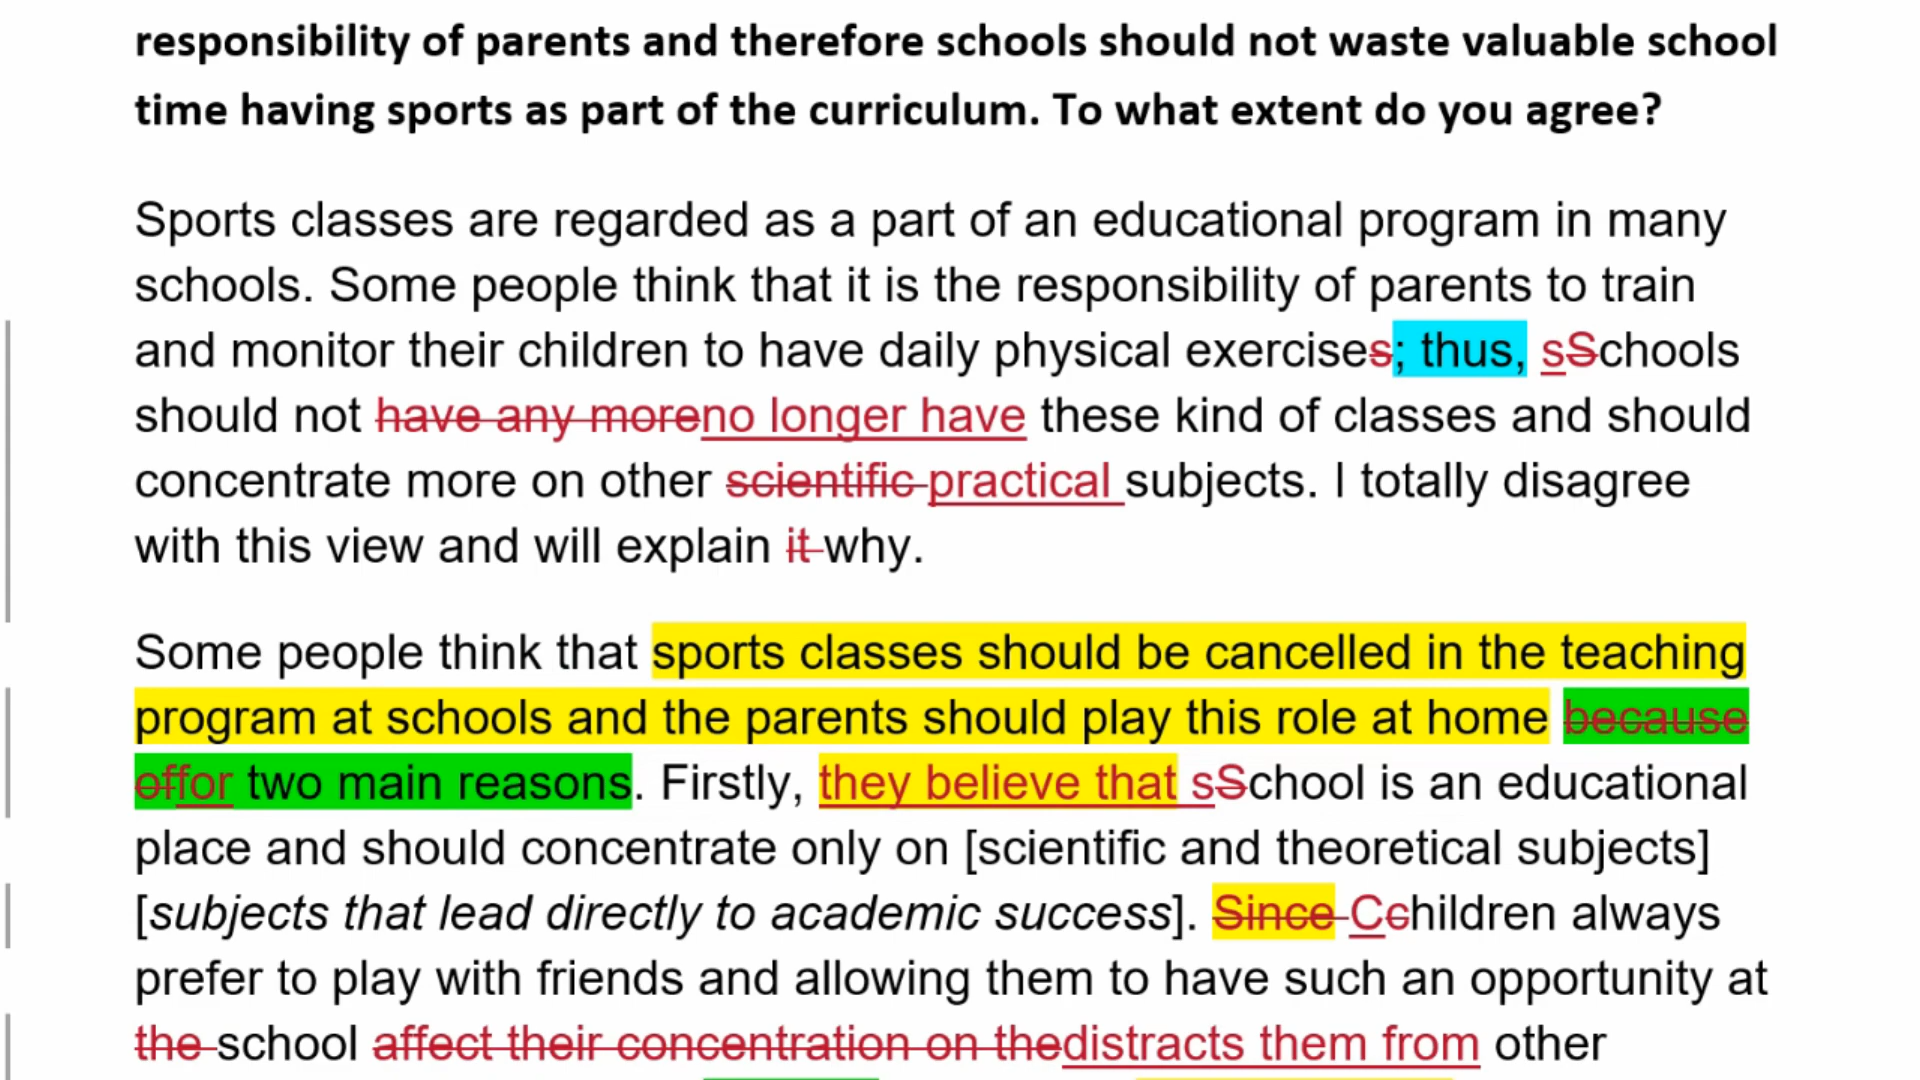 responsibility of parents and therefore schools should not waste valuable school
time having sports as part of the curriculum. To what extent do you agree?
Sports classes are regarded as a part of an educational program in many
schools. Some people think that it is the responsibility of parents to train
and monitor their children to have daily physical exercises; thus, sSchools
should not have any moreno longer have these kind of classes and should
concentrate more on other scientific practical subjects. I totally disagree
with this view and will explain it why.
Some people think that sports classes should be cancelled in the teaching
program at schools and the parents should play this role at home because
offor two main reasons. Firstly, they believe that sSchool is an educational
place and should concentrate only on [scientific and theoretical subjects]
[subjects that lead directly to academic success]. Since Cchildren always
prefer to play with friends and allowing them to have such an opportunity at
the school affect their concentration on thedistracts them from other